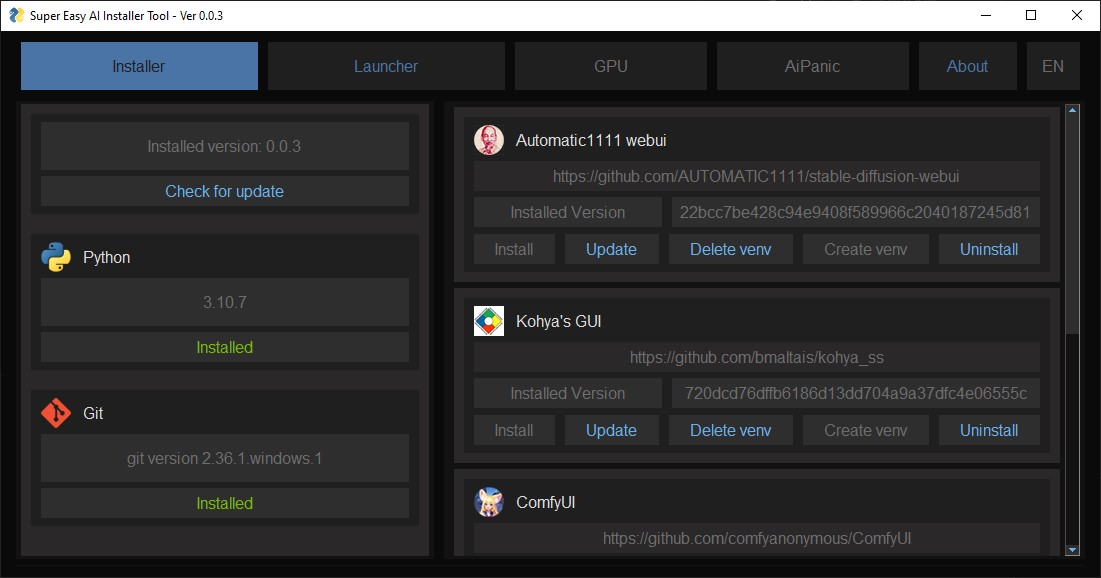 Super Easy AI Installer Tool - Ver 0.0.3
Installer Launcher GPU AiPanic About EN
Installed version: 0.0.3
Check for update
Python
3.10.7
Installed
Git
git version 2.36.1.windows.1
Installed
Automatic1111 webui
https://github.com/AUTOMATIC1111/stable-diffusion-webui
Installed Version 22bcc7be428c94e9408f589966c2040187245d81
Install Update Delete venv Create venv Uninstall
Kohya's GUI
https://github.com/bmaltais/kohya_ss
Installed Version 720dcd76dffb6186d13dd704a9a37dfc4e06555c
Install Update Delete venv Create venv Uninstall
ComfyUI
https://github.com/comfyanonymous/ComfyUI